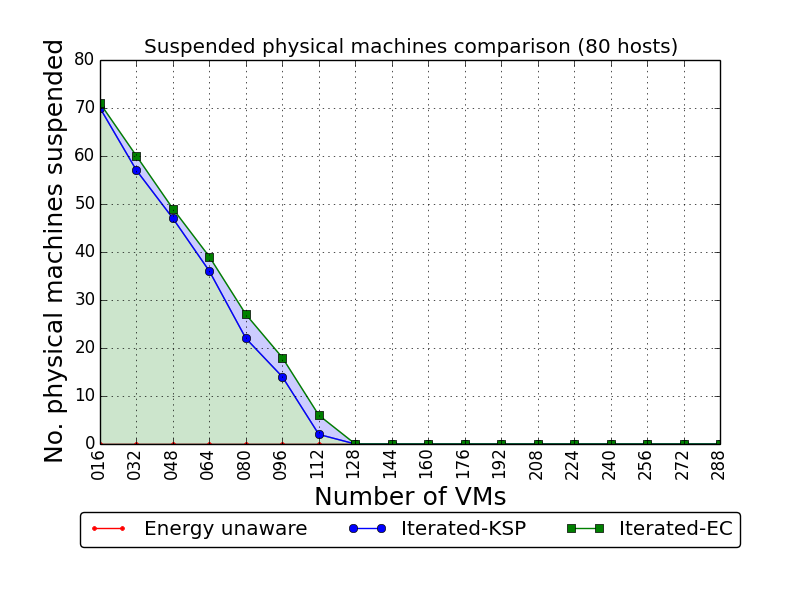 Suspended physical machines comparison (80 hosts)
No. physical machines suspended
80
70
60
50
40
30
20
10
0
016 032 048 064 080 096 112 128 144 160 176 192 208 224 240 256 272 288
Number of VMs
Energy unaware Iterated-KSP Iterated-EC